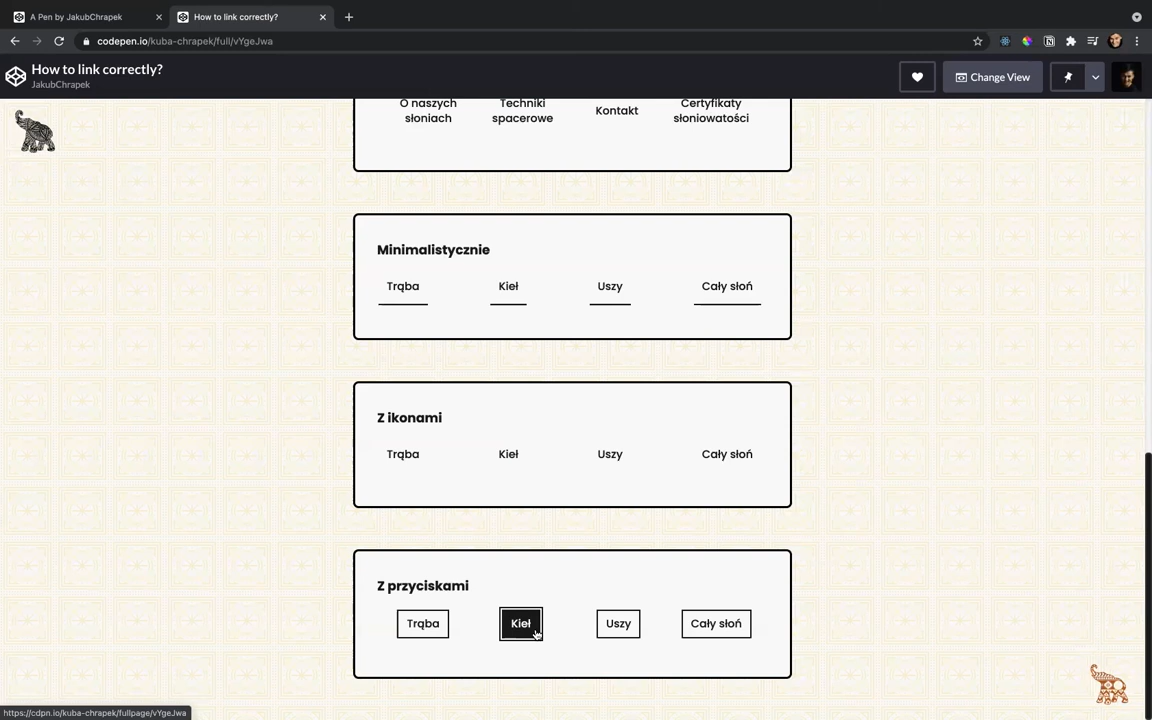 A Pen by JakubChrapek
How to link correctly?
codepen.io/kuba-chrapek/full/vYgeJwa
How to link correctly?
JakubChrapek
Change View
O naszych
słoniach
Techniki
spacerowe
Kontakt
Certyfikaty
słoniowatości
Minimalistycznie
Trąba Kieł Uszy Cały słoń
Z ikonami
Trąba Kieł Uszy Cały słoń
Z przyciskami
Trąba Kieł Uszy Cały słoń
https://cdpn.io/kuba-chrapek/fullpage/vYgeJwa